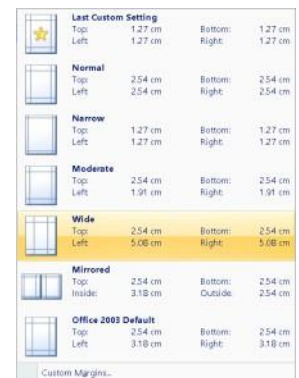 Last Custom Setting
Top: 1.27 cm Bottom: 1.27 cm
Left 1.27 cm Right: 1.27 cm
Normal
Top: 2.54 cm Bottom: 2.54 cm
Left 2.54 cm Right: 2.54 cm
Narrow
Top: 1.27 cm Bottom: 1.27 cm
Left 1.27 cm Right: 1.27 cm
Moderate
Top: 2.54 cm Bottom: 2.54 cm
Left 1.91 cm Right: 1.91 cm
Wide
Top: 2.54 cm Bottom: 2.54 cm
Left 5.08 cm Right: 5.08 cm
Mirrored
Top: 2.54 cm Bottom: 2.54 cm
Inside: 3.18 cm Outside: 2.54 cm
Office 2003 Default
Top: 2.54 cm Bottom: 2.54 cm
Left 3.18 cm Right: 3.18 cm
Custom Margins...